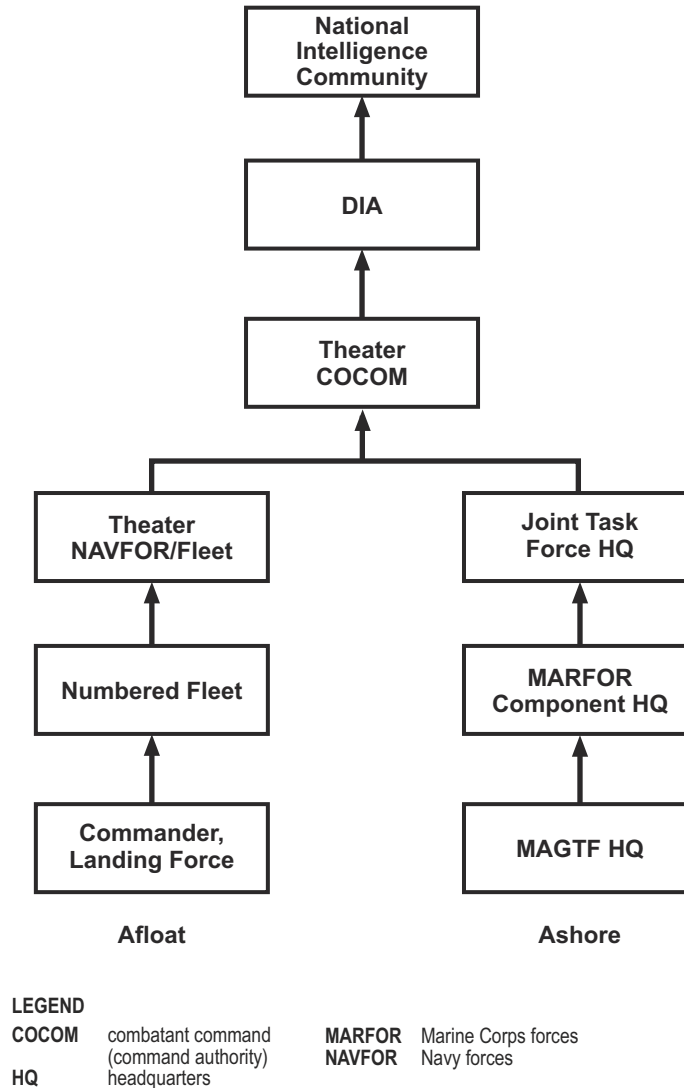 National
Intelligence
Community
DIA
Theater
COCOM
Theater
NAVFOR/Fleet
Joint Task
Force HQ
Numbered Fleet
MARFOR
Component HQ
Commander,
Landing Force
MAGTF HQ
Afloat
Ashore
LEGEND
COCOM combatant command
(command authority)
HQ headquarters
MARFOR Marine Corps forces
NAVFOR Navy forces